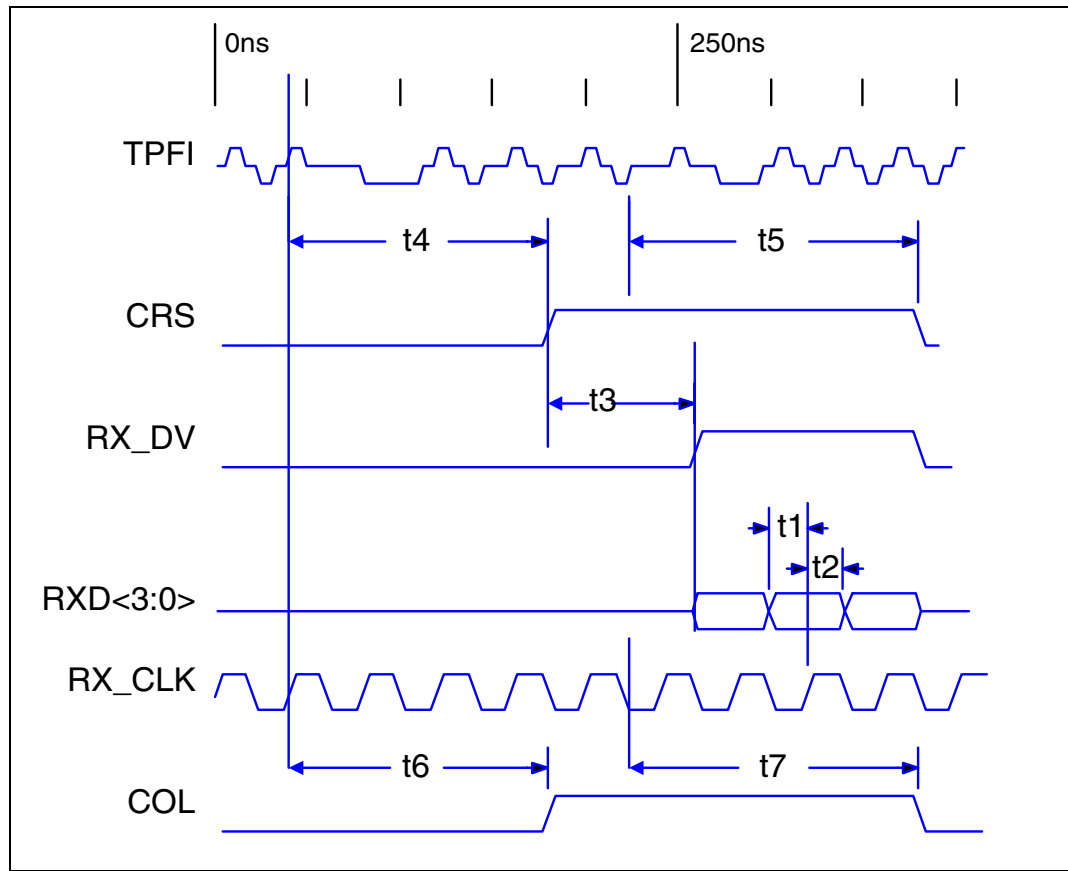 0ns 250ns
TPFI
t4 t5
CRS
t3
RX_DV
t1
t2
RXD<3:0>
RX_CLK
t6 t7
COL